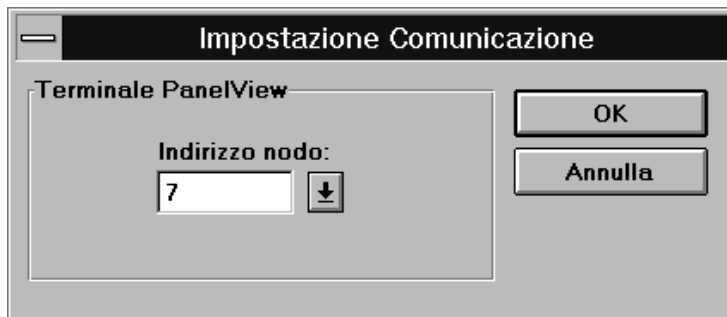 Impostazione Comunicazione
Terminale PanelView
Indirizzo nodo:
7
OK
Annulla